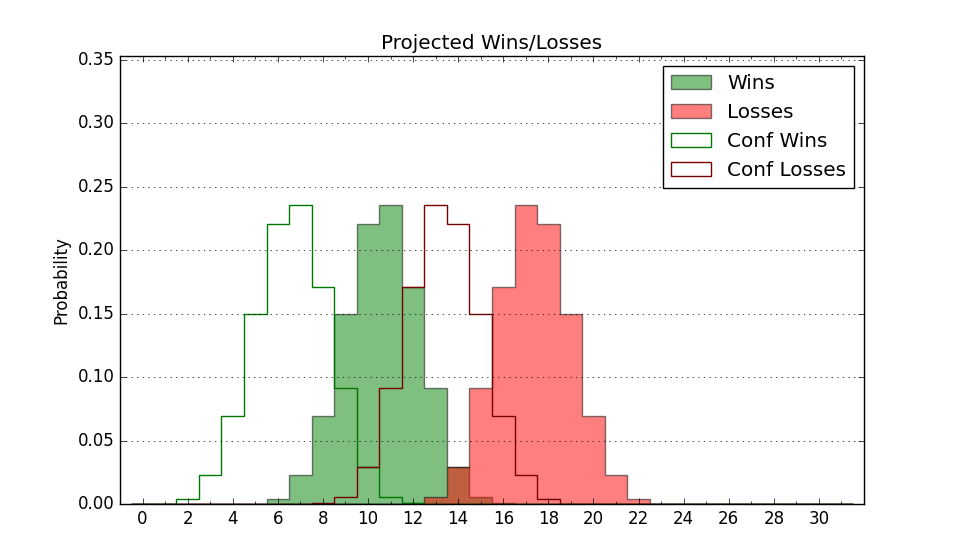 Projected Wins/Losses
0.35
0.30
0.25
0.20
0.15
0.10
0.05
0.00
Probability
Wins
Losses
Conf Wins
Conf Losses
0 2 4 6 8 10 12 14 16 18 20 22 24 26 28 30